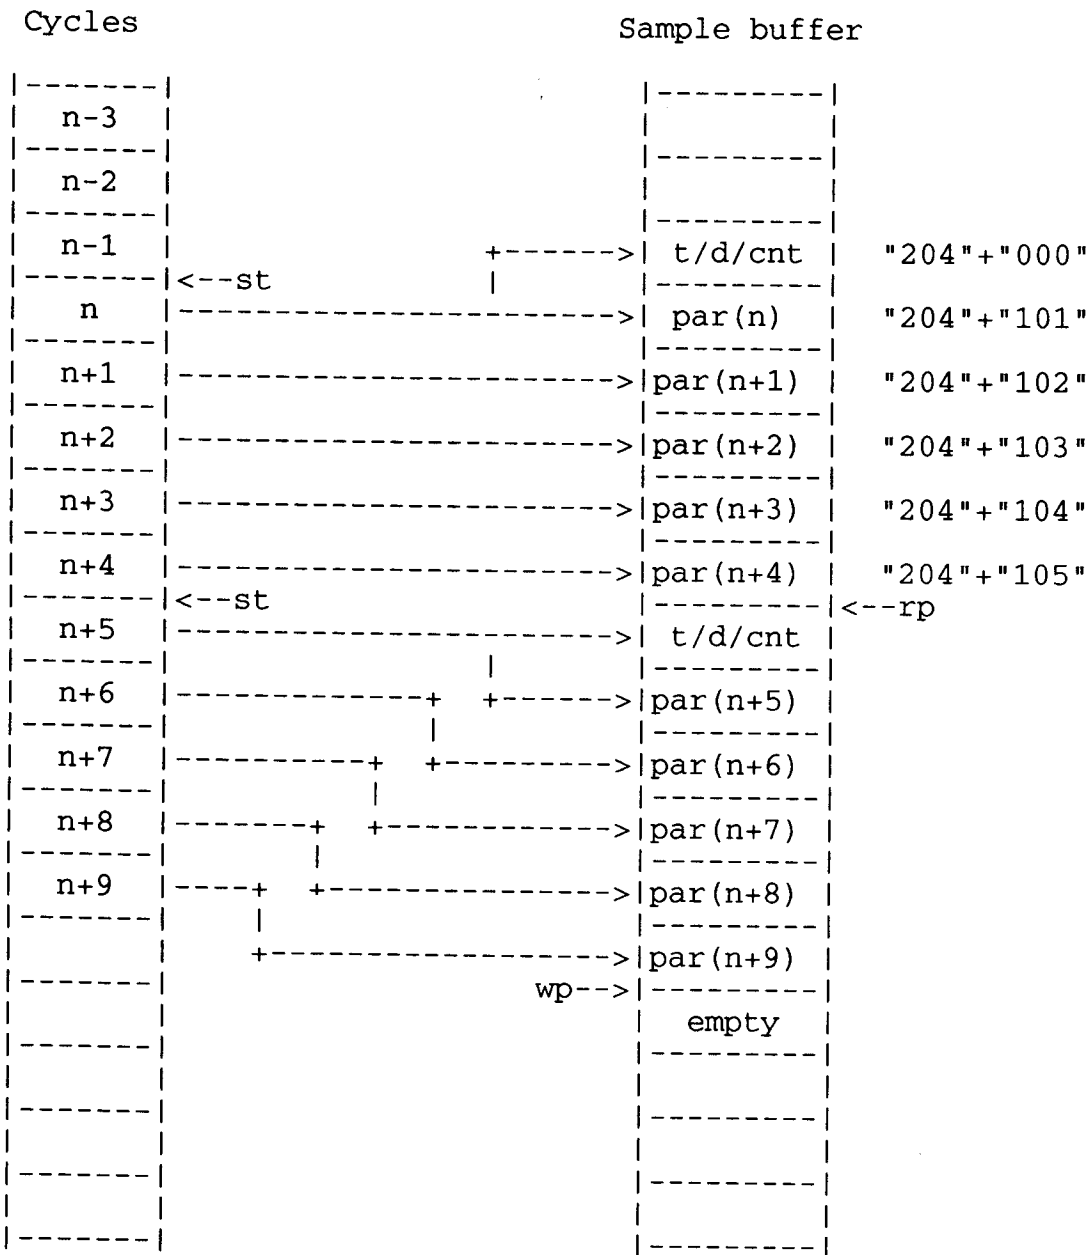 Cycles Sample buffer
|-------| |---------|
| n-3 | | |
|-------| |---------|
| n-2 | | |
|-------| |---------|
| n-1 | +------>| t/d/cnt | "204"+"000"
|-------|<--st | |---------|
| n |----------------------->| par(n) | "204"+"101"
|-------| |---------|
| n+1 |----------------------->|par(n+1) | "204"+"102"
|-------| |---------|
| n+2 |----------------------->|par(n+2) | "204"+"103"
|-------| |---------|
| n+3 |----------------------->|par(n+3) | "204"+"104"
|-------| |---------|
| n+4 |----------------------->|par(n+4) | "204"+"105"
|-------|<--st |---------|<--rp
| n+5 |----------------------->| t/d/cnt |
|-------| | |---------|
| n+6 |-------------+ +------>|par(n+5) |
|-------| | |---------|
| n+7 |----------+ +-------->|par(n+6) |
|-------| | |---------|
| n+8 |-------+ +------------>|par(n+7) |
|-------| | |---------|
| n+9 |----+ +--------------->|par(n+8) |
|-------| | |---------|
| | +------------------>|par(n+9) |
|-------| wp-->|---------|
| | | empty |
|-------| |---------|
| | | |
|-------| |---------|
| | | |
|-------| |---------|
| | | |
|-------| |---------|